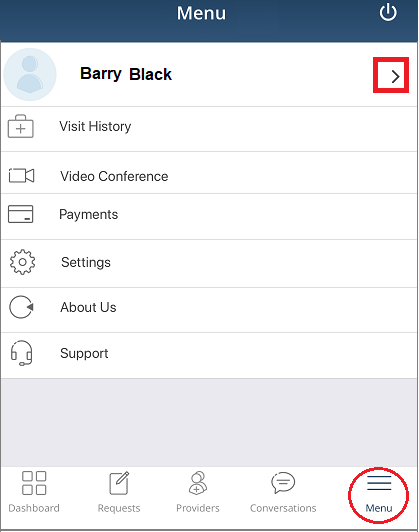 Menu
Barry Black
Visit History
Video Conference
Payments
Settings
About Us
Support
Dashboard
Requests
Providers
Conversations
Menu